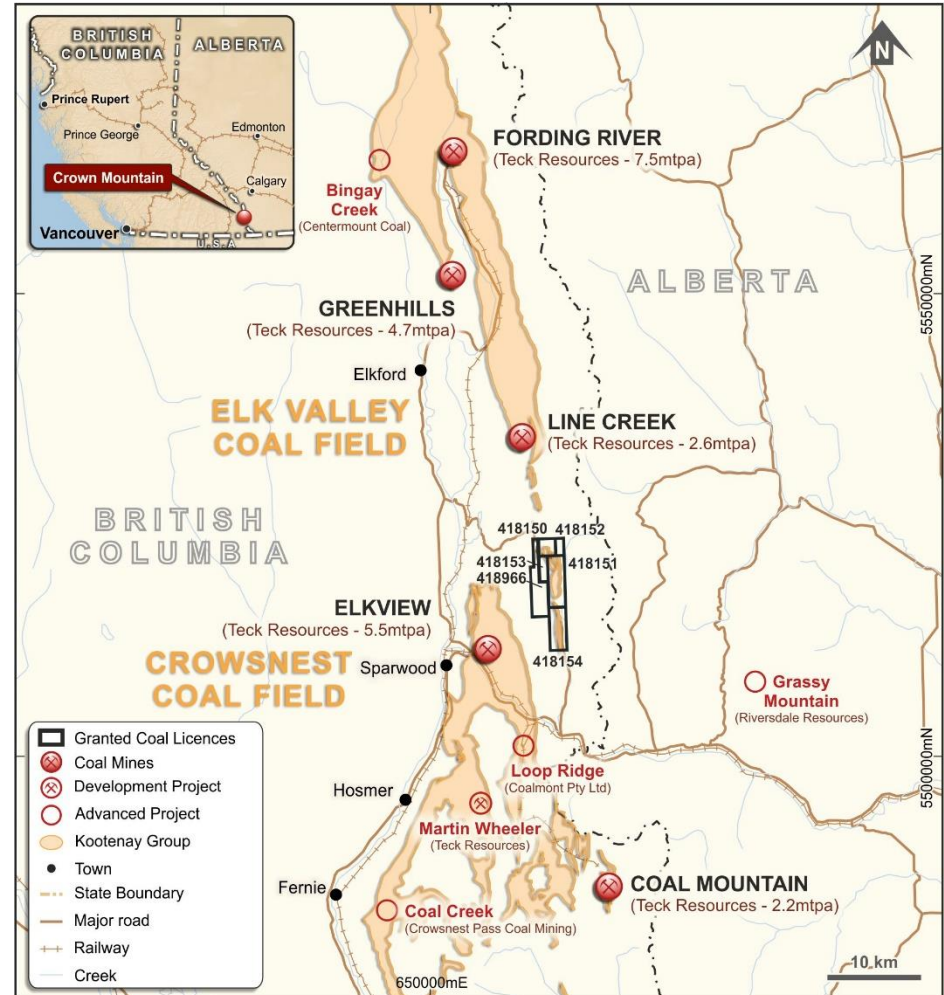 BRITISH
COLUMBIA
ALBERTA
Prince Rupert
Prince George
Edmonton
Crown Mountain
Calgary
Vancouver
U.S.A
N
FORDING RIVER
(Teck Resources - 7.5mtpa)
Bingay
Creek
(Centermount Coal)
ALBERTA
GREENHILLS
(Teck Resources - 4.7mtpa)
5550000mN
Elkford
ELK VALLEY
COAL FIELD
LINE CREEK
(Teck Resources - 2.6mtpa)
BRITISH
COLUMBIA
418150
418152
418153
418151
418966
418154
ELKVIEW
(Teck Resources - 5.5mtpa)
CROWSNEST
COAL FIELD
Sparwood
Grassy
Mountain
(Riversdale Resources)
Loop Ridge
(Coalmont Pty Ltd)
5500000mN
Hosmer
Martin Wheeler
(Teck Resources)
Fernie
COAL MOUNTAIN
(Teck Resources - 2.2mtpa)
Coal Creek
(Crowsnest Pass Coal Mining)
650000mE
10 km
Granted Coal Licences
Coal Mines
Development Project
Advanced Project
Kootenay Group
Town
State Boundary
Major road
Railway
Creek